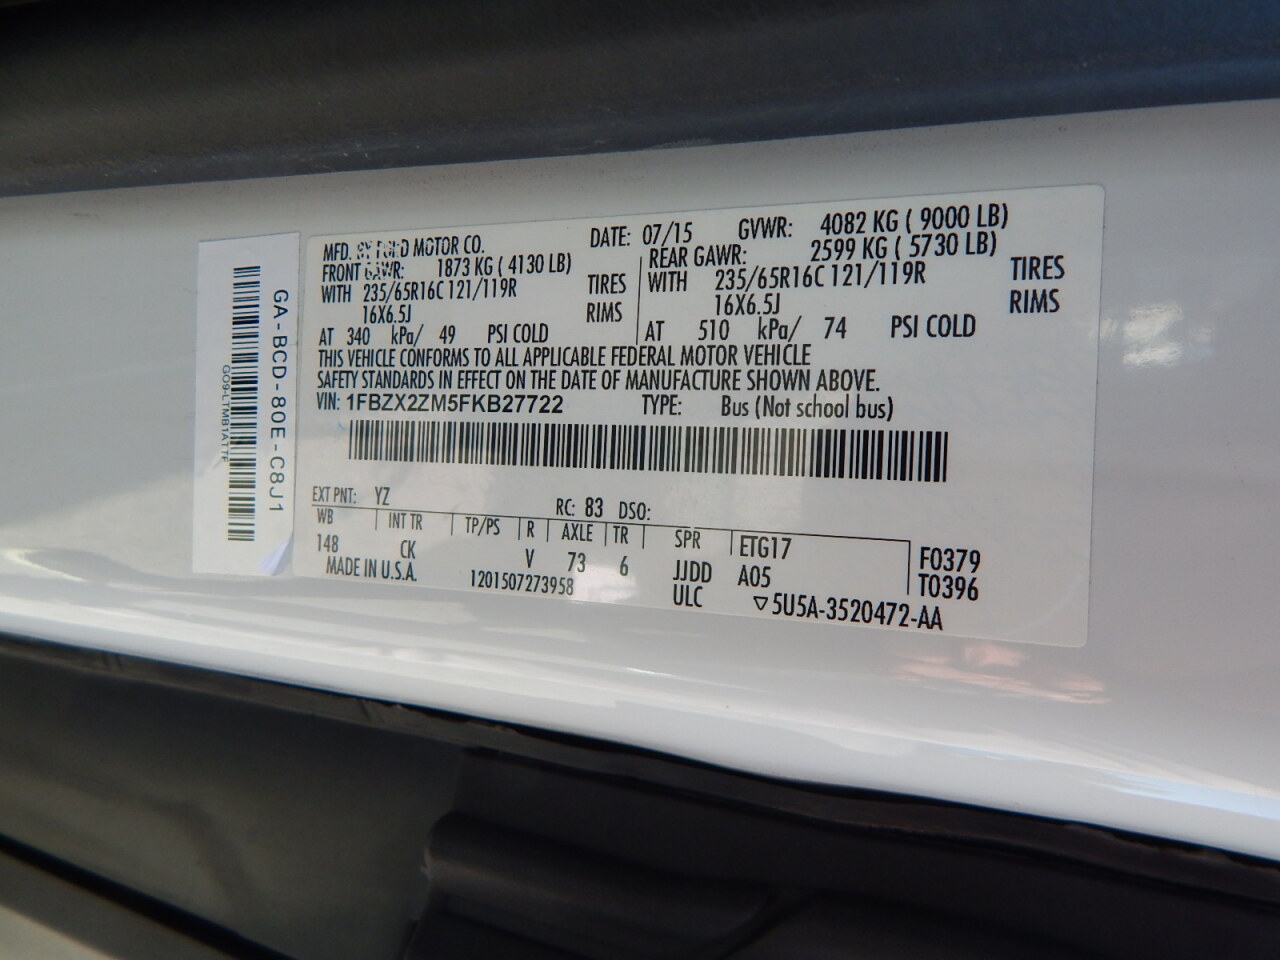 MFD. BY FORD MOTOR CO.
DATE: 07/15
GVWR: 4082 KG ( 9000 LB)
FRONT GAWR: 1873 KG ( 4130 LB)
REAR GAWR: 2599 KG ( 5730 LB)
WITH 235/65R16C 121/119R TIRES
WITH 235/65R16C 121/119R TIRES
16X6.5J RIMS
16X6.5J RIMS
AT 340 kPa/ 49 PSI COLD
AT 510 kPa/ 74 PSI COLD
THIS VEHICLE CONFORMS TO ALL APPLICABLE FEDERAL MOTOR VEHICLE
SAFETY STANDARDS IN EFFECT ON THE DATE OF MANUFACTURE SHOWN ABOVE.
VIN: 1FBZX2ZM5FKB27722 TYPE: Bus (Not school bus)
EXT PNT: YZ RC: 83 DSO:
WB INT TR TP/PS R AXLE TR SPR ETG17
148 CK V 73 6 JJDD A05 F0379
MADE IN U.S.A. 1201507273958 ULC T0396
▽5U5A-3520472-AA
GA-BCD-80E-C8J1